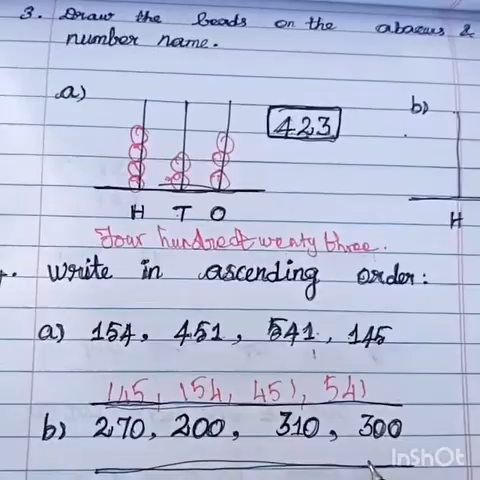 3. Draw the beads on the abacus &
number name.
a)
423
b)
H T O
H
Four hundred twenty three.
. Write in ascending order:
a) 154, 451, 541, 145
145, 154, 451, 541
b) 270, 200, 310, 300
InShot